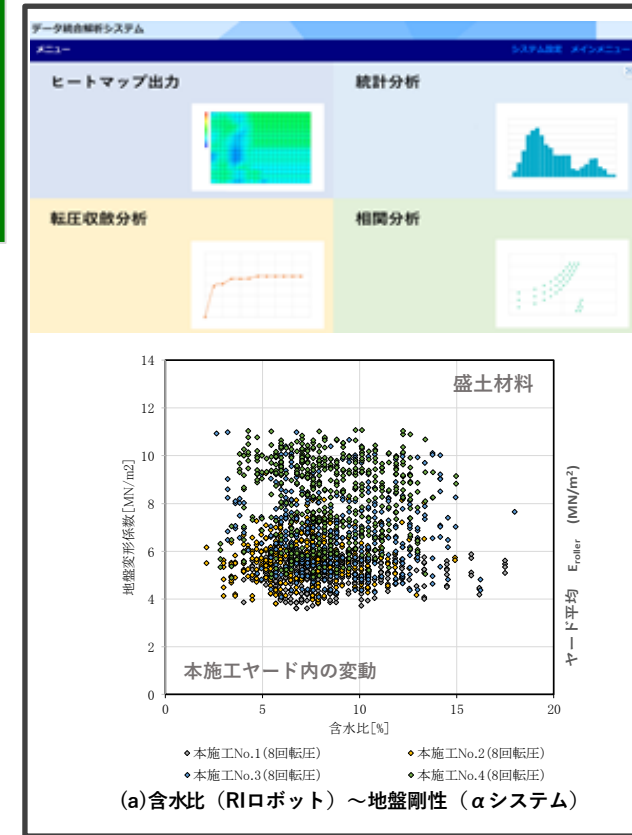 データ統合解析システム
メニュー
システム設定 メインメニュー
ヒートマップ出力
統計分析
転圧収斂分析
相関分析
14
12
10
8
6
4
2
0
地盤変形係数[MN/m2]
盛土材料
本施工ヤード内の変動
ヤード平均 Eroller (MN/m²)
0 5 10 15 20
含水比[%]
本施工No.1(8回転圧) 本施工No.2(8回転圧)
本施工No.3(8回転圧) 本施工No.4(8回転圧)
(a)含水比（RIロボット）～地盤剛性（αシステム）